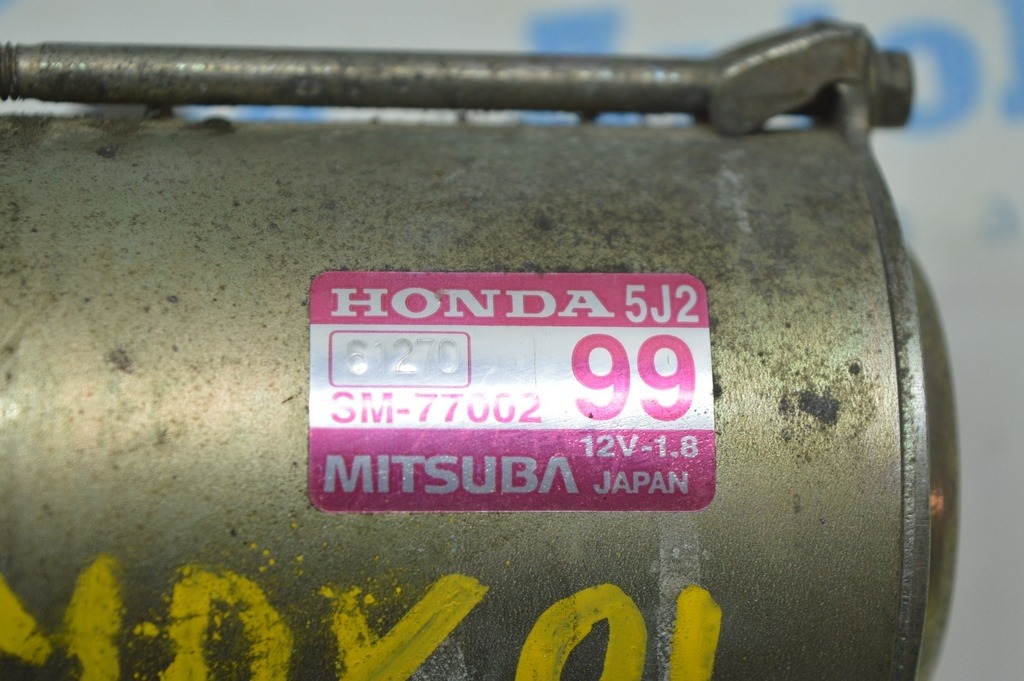 HONDA 5J2
61270
99
SM-77002
12V-1.8
MITSUBA JAPAN